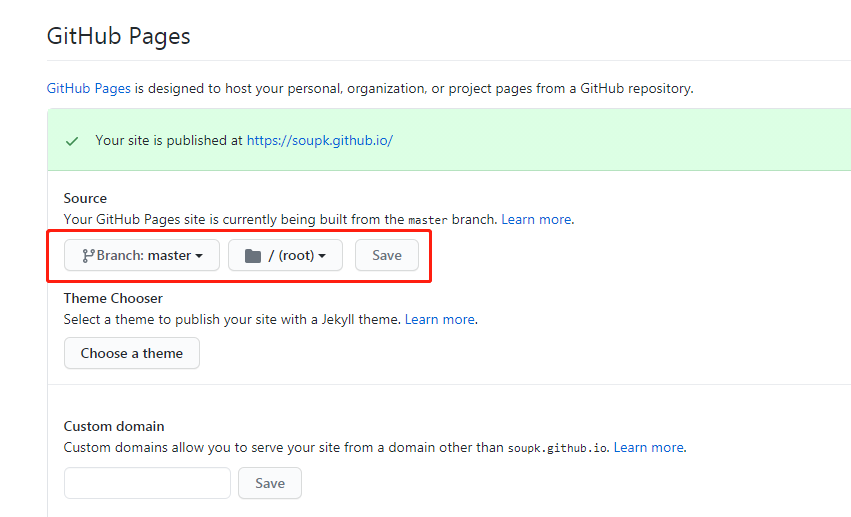 GitHub Pages
GitHub Pages is designed to host your personal, organization, or project pages from a GitHub repository.
Your site is published at https://soupk.github.io/
Source
Your GitHub Pages site is currently being built from the master branch. Learn more.
Branch: master
/ (root)
Save
Theme Chooser
Select a theme to publish your site with a Jekyll theme. Learn more.
Choose a theme
Custom domain
Custom domains allow you to serve your site from a domain other than soupk.github.io. Learn more.
Save